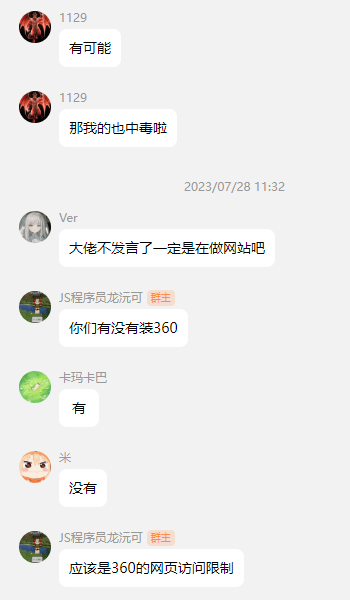 1129
有可能
1129
那我的也中毒啦
2023/07/28 11:32
Ver
大佬不发言了一定是在做网站吧
JS程序员龙沅可 群主
你们有没有装360
卡玛卡巴
有
米
没有
JS程序员龙沅可 群主
应该是360的网页访问限制